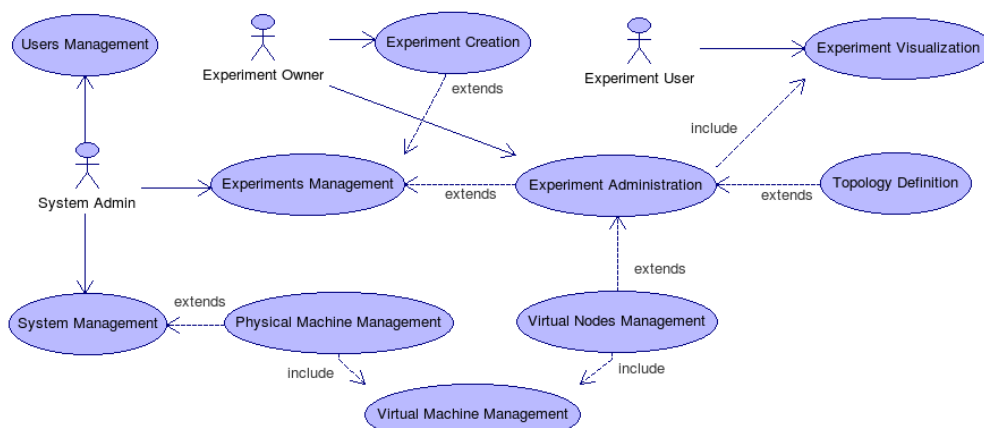 Users Management
Experiment Owner
Experiment Creation
Experiment User
Experiment Visualization
extends
include
System Admin
Experiments Management
extends
Experiment Administration
extends
Topology Definition
extends
System Management
extends
Physical Machine Management
Virtual Nodes Management
include
include
Virtual Machine Management